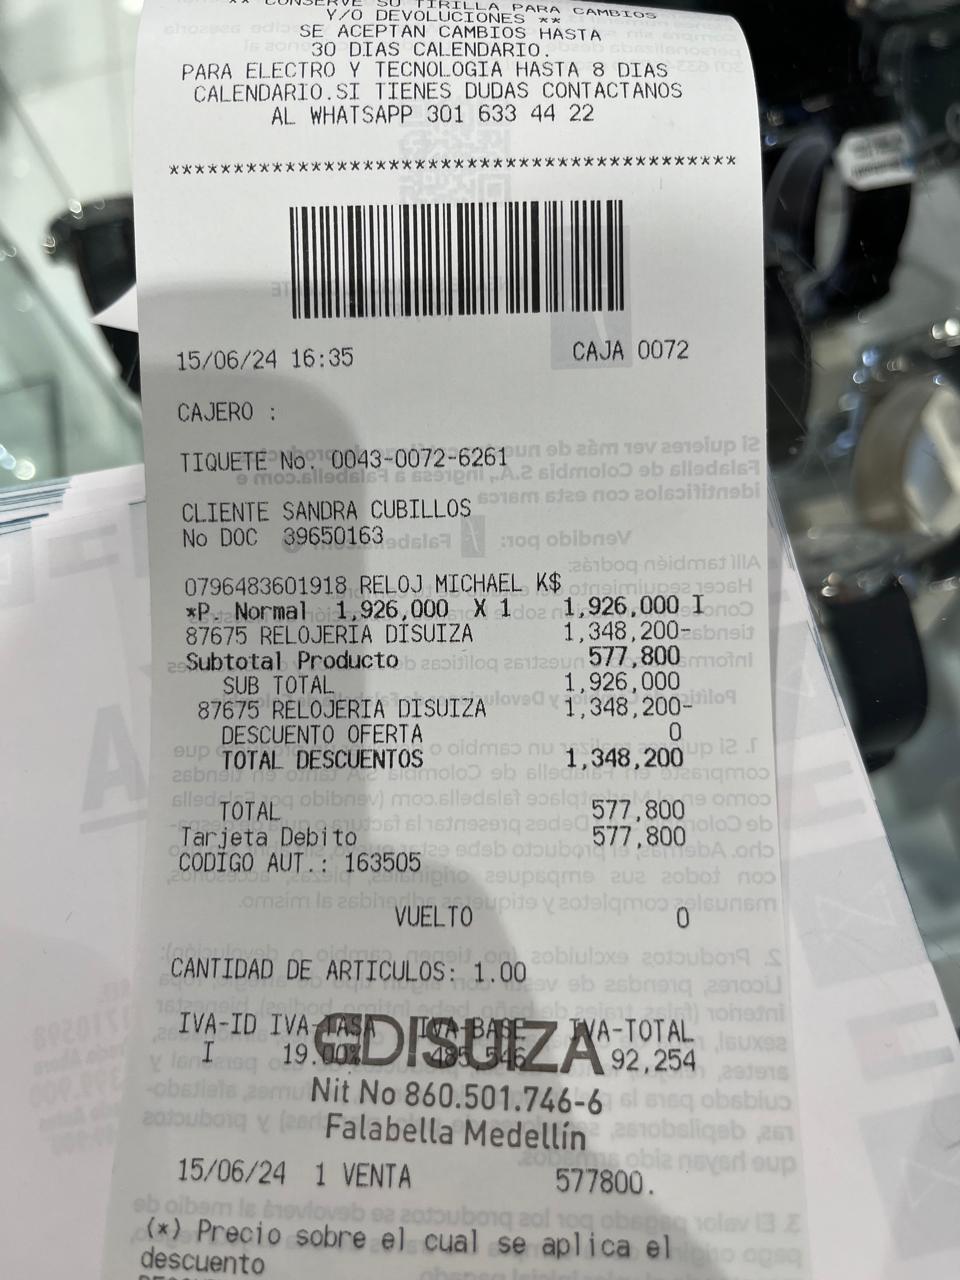 ** CONSERVE SU TIRILLA PARA CAMBIOS
Y/O DEVOLUCIONES **
SE ACEPTAN CAMBIOS HASTA
30 DIAS CALENDARIO.
PARA ELECTRO Y TECNOLOGIA HASTA 8 DIAS
CALENDARIO.SI TIENES DUDAS CONTACTANOS
AL WHATSAPP 301 633 44 22
********************************************
15/06/24 16:35 CAJA 0072
CAJERO :
TIQUETE No. 0043-0072-6261
CLIENTE SANDRA CUBILLOS
No DOC 39650163
0796483601918 RELOJ MICHAEL K$
*P. Normal 1,926,000 X 1 1,926,000 I
87675 RELOJERIA DISUIZA 1,348,200-
Subtotal Producto 577,800
SUB TOTAL 1,926,000
87675 RELOJERIA DISUIZA 1,348,200-
DESCUENTO OFERTA 0
TOTAL DESCUENTOS 1,348,200
TOTAL 577,800
Tarjeta Debito 577,800
CODIGO AUT.: 163505
VUELTO 0
CANTIDAD DE ARTICULOS: 1.00
IVA-ID IVA-TASA IVA-BASE IVA-TOTAL
I 19.00% 485,546 92,254
DISUIZA
Nit No 860.501.746-6
Falabella Medellín
15/06/24 1 VENTA 577800.
(*) Precio sobre el cual se aplica el
descuento